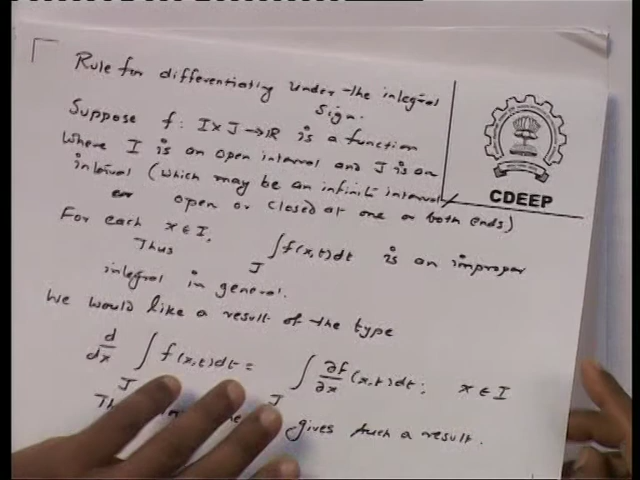 Rule for differentiating under the integral
sign.
Suppose f: I×J→ℝ is a function
where I is an open interval and J is an
interval (which may be an infinite interval
or open or closed at one or both ends.)
For each x ∈ I,
Thus ∫_J f(x,t)dt is an improper
integral in general.
We would like a result of the type
d/dx ∫_J f(x,t)dt = ∫_J ∂f/∂x (x,t)dt; x ∈ I
gives such a result.
CDEEP